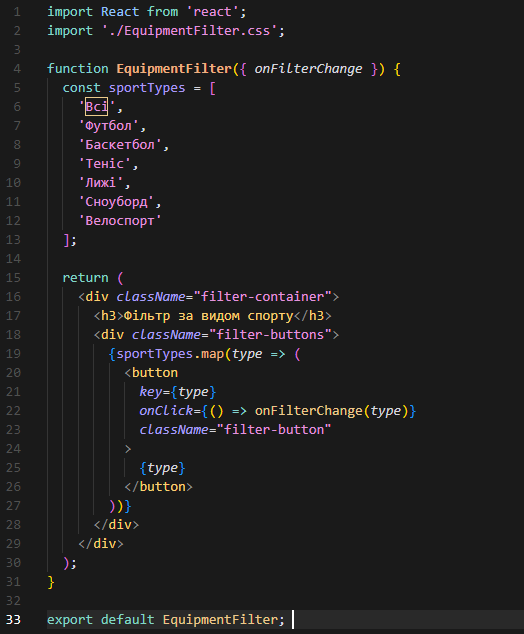 1 import React from 'react';
2 import './EquipmentFilter.css';
3
4 function EquipmentFilter({ onFilterChange }) {
5   const sportTypes = [
6     'Всі',
7     'Футбол',
8     'Баскетбол',
9     'Теніс',
10     'Лижі',
11     'Сноуборд',
12     'Велоспорт'
13   ];
14
15   return (
16     <div className="filter-container">
17       <h3>Фільтр за видом спорту</h3>
18       <div className="filter-buttons">
19         {sportTypes.map(type => (
20           <button
21             key={type}
22             onClick={() => onFilterChange(type)}
23             className="filter-button"
24           >
25             {type}
26           </button>
27         ))}
28       </div>
29     </div>
30   );
31 }
32
33 export default EquipmentFilter;